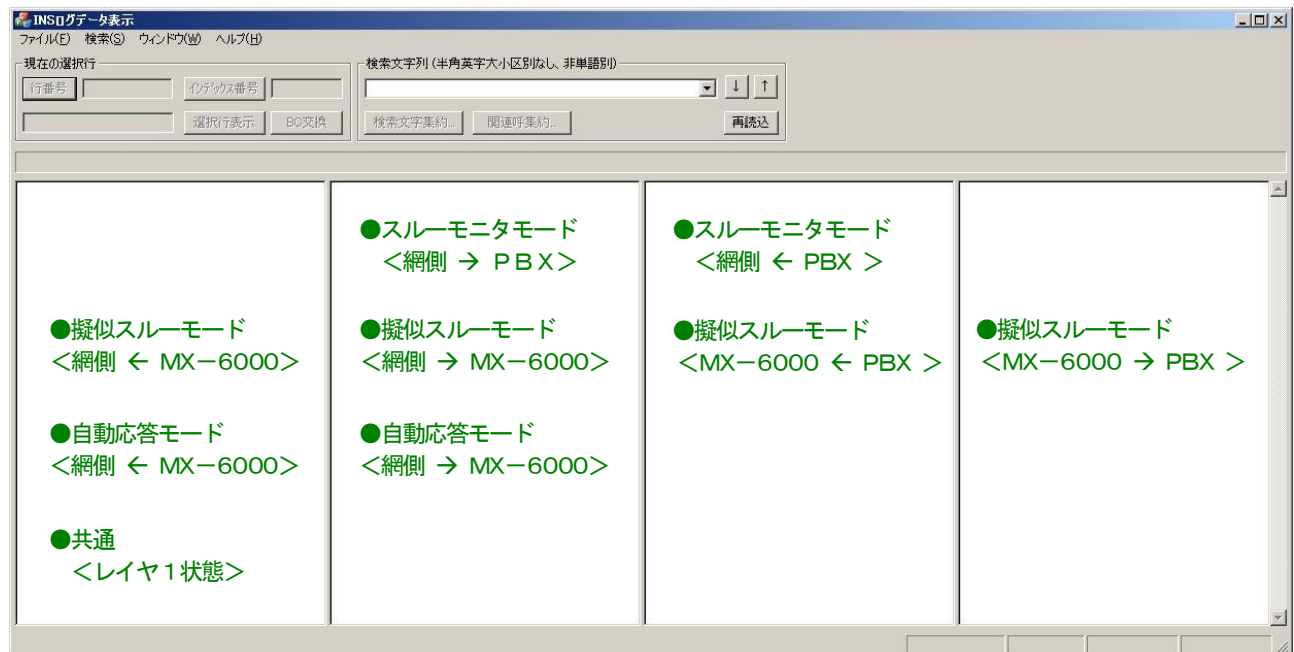 INSログデータ表示
ファイル(F) 検索(S) ウィンドウ(W) ヘルプ(H)
現在の選択行
行番号
インデックス番号
選択行表示
BC交換
検索文字列 (半角英字大小区別なし、非単語別)
↓ ↑
検索文字集約...
関連呼集約...
再読込
●擬似スルーモード
＜網側 ← MX－6000＞
●自動応答モード
＜網側 ← MX－6000＞
●共通
＜レイヤ１状態＞
●スルーモニタモード
＜網側 → ＰＢＸ＞
●擬似スルーモード
＜網側 → MX－6000＞
●自動応答モード
＜網側 → MX－6000＞
●スルーモニタモード
＜網側 ← PBX ＞
●擬似スルーモード
＜MX－6000 ← PBX ＞
●擬似スルーモード
＜MX－6000 → PBX ＞